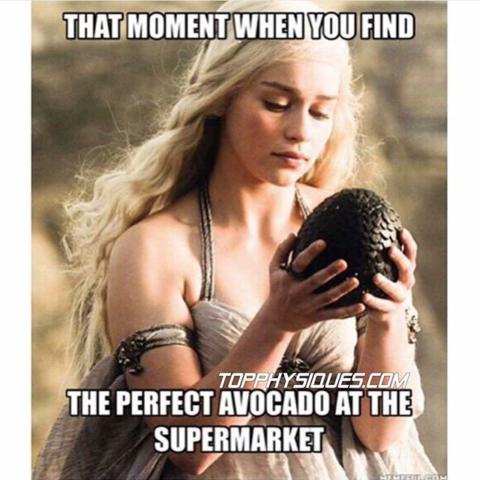 THAT MOMENT WHEN YOU FIND
TOPPHYSIQUES.COM
THE PERFECT AVOCADO AT THE
SUPERMARKET